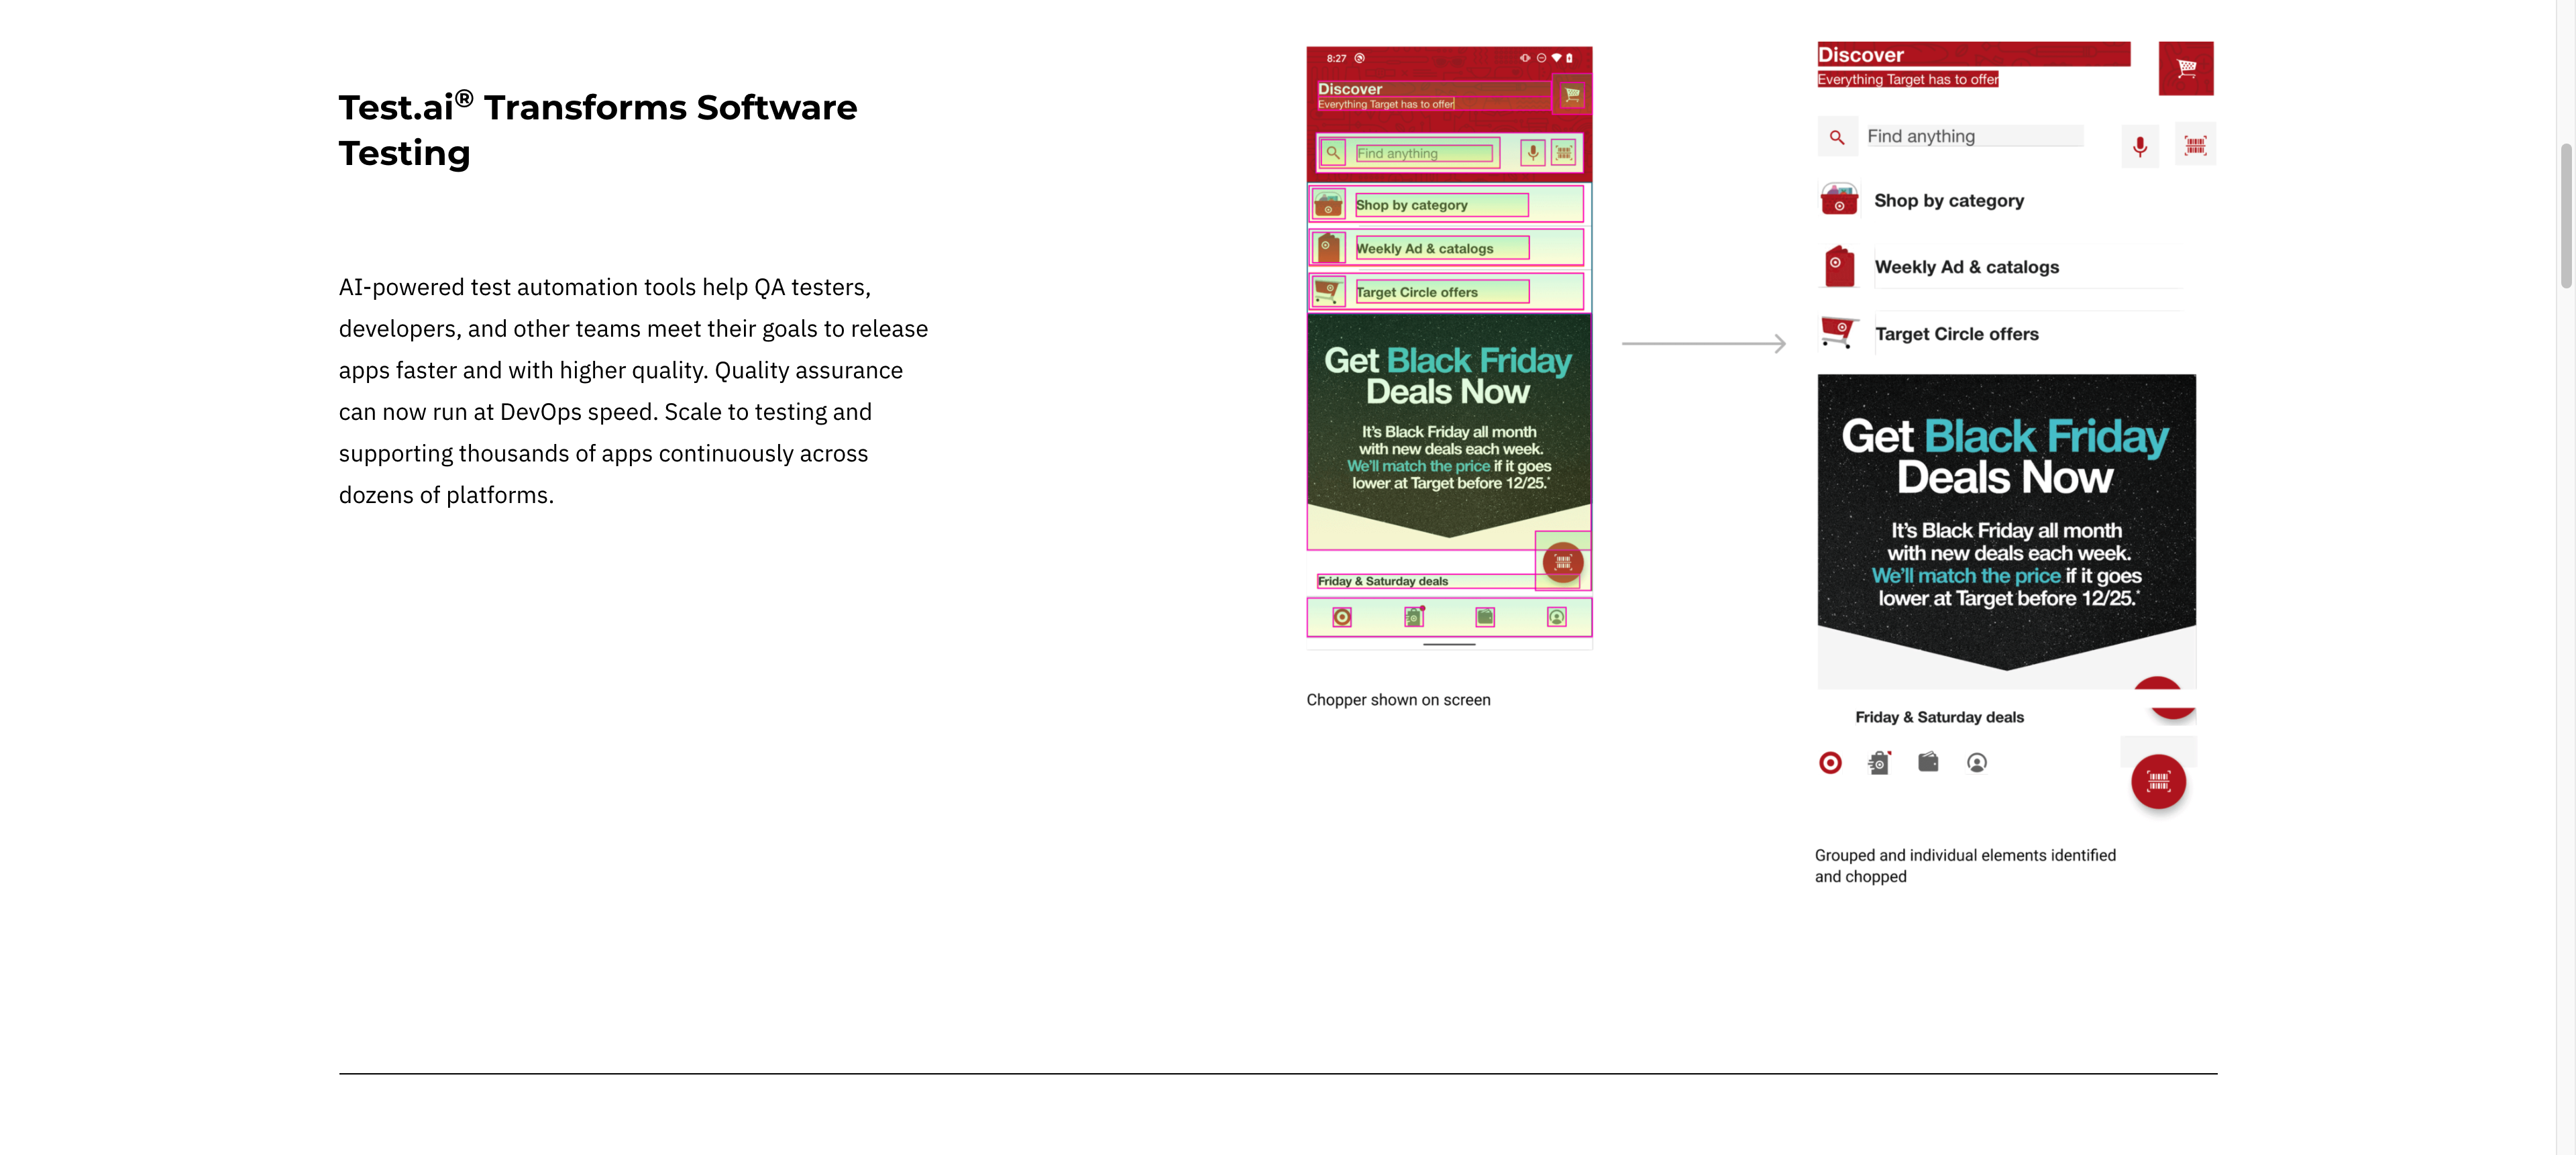 Test.ai® Transforms Software
Testing
AI-powered test automation tools help QA testers,
developers, and other teams meet their goals to release
apps faster and with higher quality. Quality assurance
can now run at DevOps speed. Scale to testing and
supporting thousands of apps continuously across
dozens of platforms.
8:27
Discover
Everything Target has to offer
Find anything
Shop by category
Weekly Ad & catalogs
Target Circle offers
Get Black Friday
Deals Now
It's Black Friday all month
with new deals each week.
We'll match the price if it goes
lower at Target before 12/25.*
Friday & Saturday deals
Chopper shown on screen
Discover
Everything Target has to offer
Find anything
Shop by category
Weekly Ad & catalogs
Target Circle offers
Get Black Friday
Deals Now
It's Black Friday all month
with new deals each week.
We'll match the price if it goes
lower at Target before 12/25.*
Friday & Saturday deals
Grouped and individual elements identified
and chopped